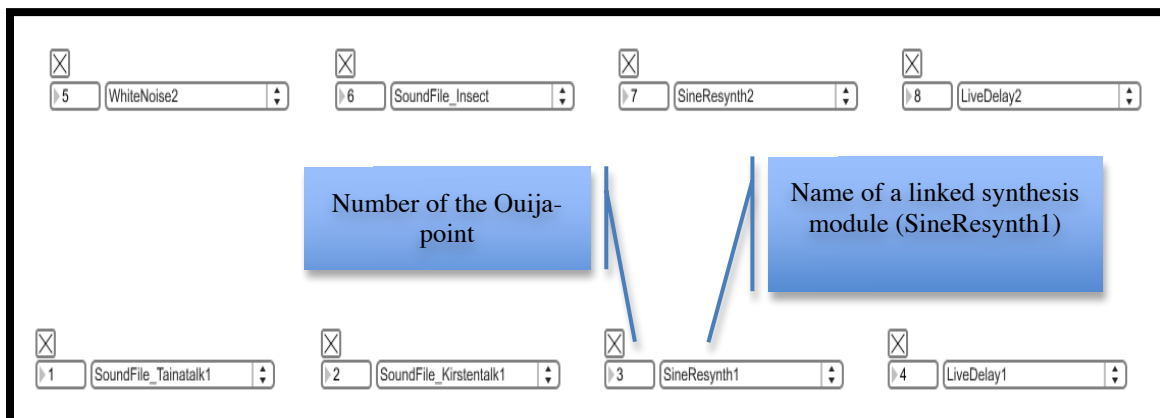 5 WhiteNoise2
6 SoundFile_Insect
7 SineResynth2
8 LiveDelay2
Number of the Ouija-
point
Name of a linked synthesis
module (SineResynth1)
1 SoundFile_Tainatalk1
2 SoundFile_Kirstentalk1
3 SineResynth1
4 LiveDelay1